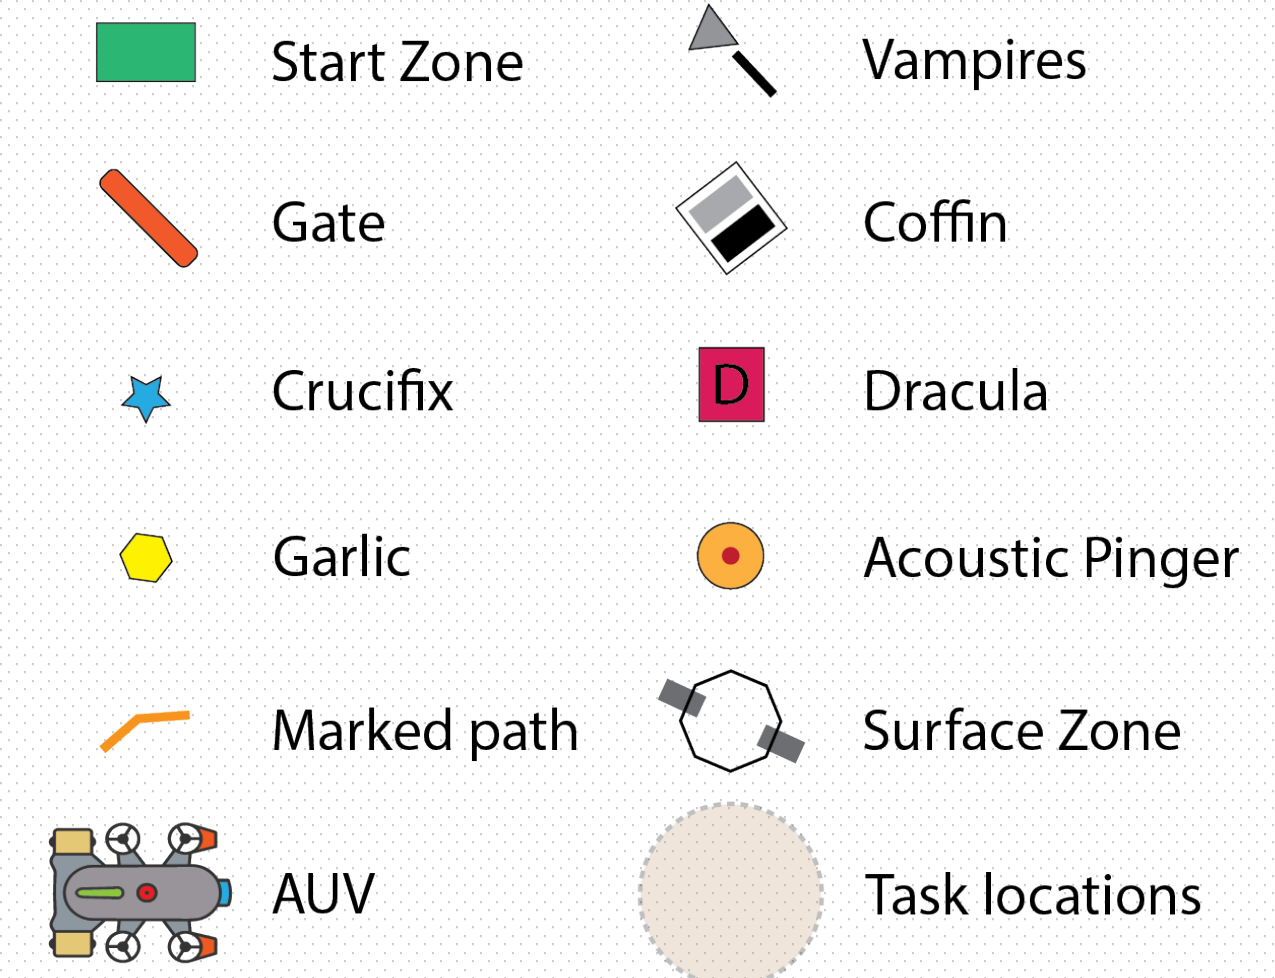 Start Zone
Vampires
Gate
Coffin
Crucifix
D
Dracula
Garlic
Acoustic Pinger
Marked path
Surface Zone
AUV
Task locations